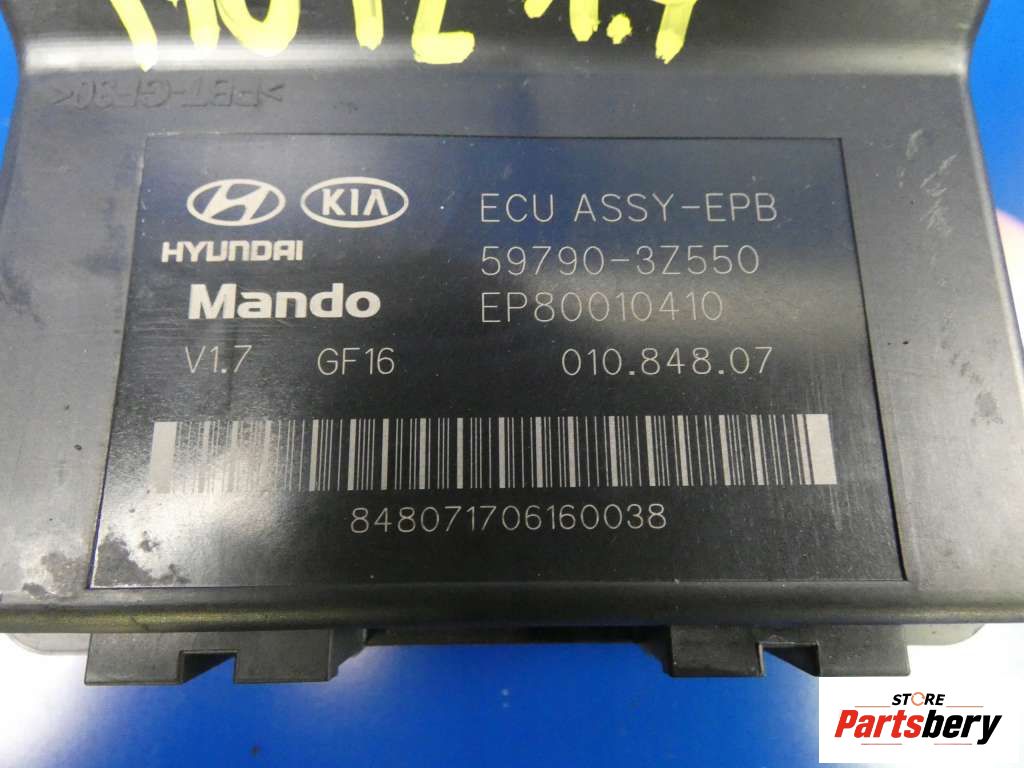 >PBT-GF30<
HYUNDAI
KIA
ECU ASSY-EPB
59790-3Z550
Mando
EP80010410
V1.7 GF16 010.848.07
848071706160038
STORE
Partsbery